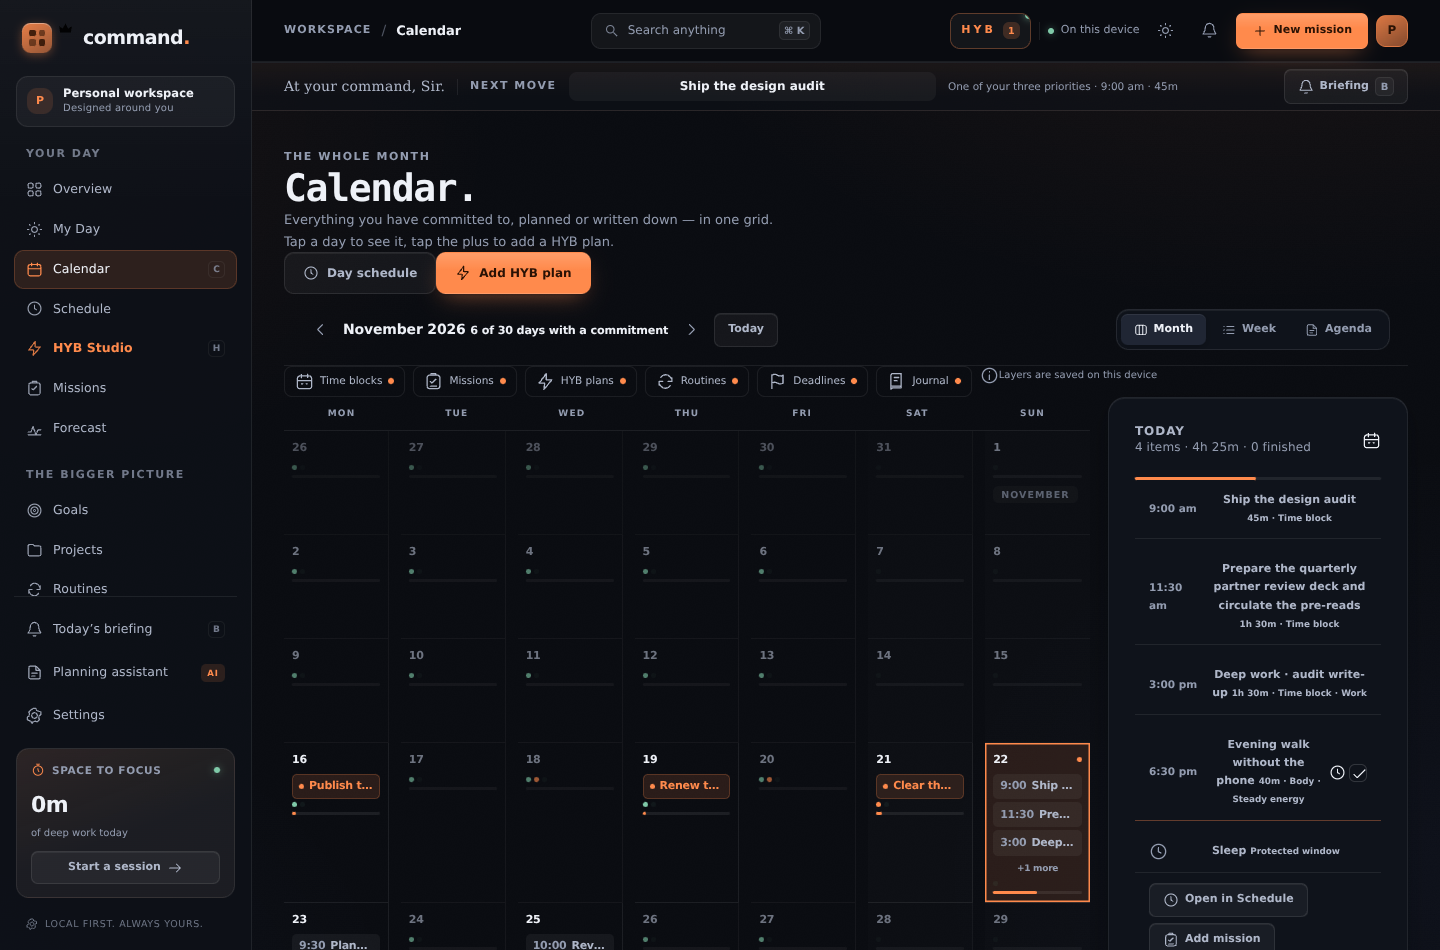 command.
P
Personal workspace
Designed around you
YOUR DAY
Overview
My Day
Calendar C
Schedule
HYB Studio H
Missions
Forecast
THE BIGGER PICTURE
Goals
Projects
Routines
Today’s briefing B
Planning assistant AI
Settings
SPACE TO FOCUS
0m
of deep work today
Start a session →
LOCAL FIRST. ALWAYS YOURS.
WORKSPACE / Calendar
Search anything ⌘ K
HYB 1
On this device
+ New mission
P
At your command, Sir.
NEXT MOVE
Ship the design audit
One of your three priorities · 9:00 am · 45m
Briefing B
THE WHOLE MONTH
Calendar.
Everything you have committed to, planned or written down — in one grid.
Tap a day to see it, tap the plus to add a HYB plan.
Day schedule
Add HYB plan
November 2026 6 of 30 days with a commitment
Today
Month
Week
Agenda
Time blocks
Missions
HYB plans
Routines
Deadlines
Journal
Layers are saved on this device
MON TUE WED THU FRI SAT SUN
26 27 28 29 30 31 1
NOVEMBER
2 3 4 5 6 7 8
9 10 11 12 13 14 15
16 17 18 19 20 21 22
Publish t…
Renew t…
Clear th…
9:00 Ship …
11:30 Pre…
3:00 Deep…
+1 more
23 24 25 26 27 28 29
9:30 Plan…
10:00 Rev…
TODAY
4 items · 4h 25m · 0 finished
9:00 am
Ship the design audit
45m · Time block
11:30 am
Prepare the quarterly
partner review deck and
circulate the pre-reads
1h 30m · Time block
3:00 pm
Deep work · audit write-
up 1h 30m · Time block · Work
6:30 pm
Evening walk
without the
phone 40m · Body ·
Steady energy
Sleep Protected window
Open in Schedule
Add mission